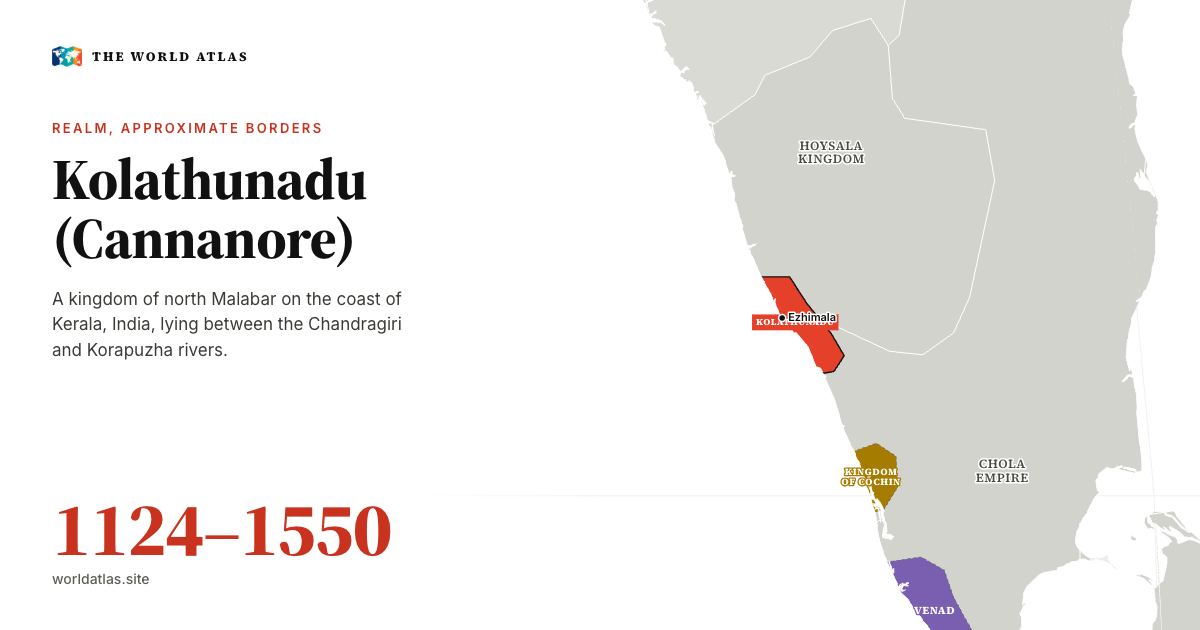 THE WORLD ATLAS
REALM, APPROXIMATE BORDERS
Kolathunadu
(Cannanore)
A kingdom of north Malabar on the coast of
Kerala, India, lying between the Chandragiri
and Korapuzha rivers.
1124–1550
worldatlas.site
HOYSALA
KINGDOM
Ezhimala
KINGDOM
OF COCHIN
CHOLA
EMPIRE
VENAD